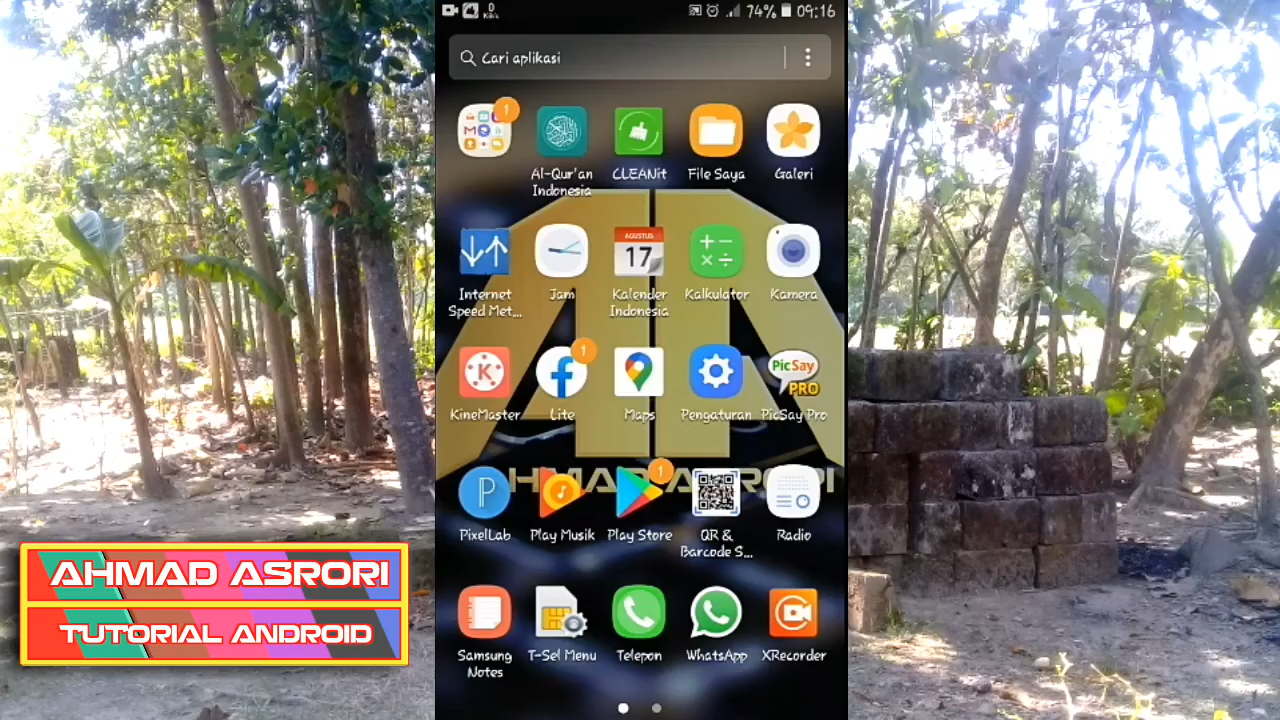 0
KB/s
74%
09:16
Cari aplikasi
1
Al-Qur'an
Indonesia
CLEANit
File Saya
Galeri
AGUSTUS
17
Internet
Speed Met...
Jam
Kalender
Indonesia
Kalkulator
Kamera
K
1
PicSay
PRO
KineMaster
Lite
Maps
Pengaturan
PicSay Pro
AHMAD ASRORI
P
1
PixelLab
Play Musik
Play Store
QR &
Barcode S...
Radio
Samsung
Notes
T-Sel Menu
Telepon
WhatsApp
XRecorder
AHMAD ASRORI
TUTORIAL ANDROID